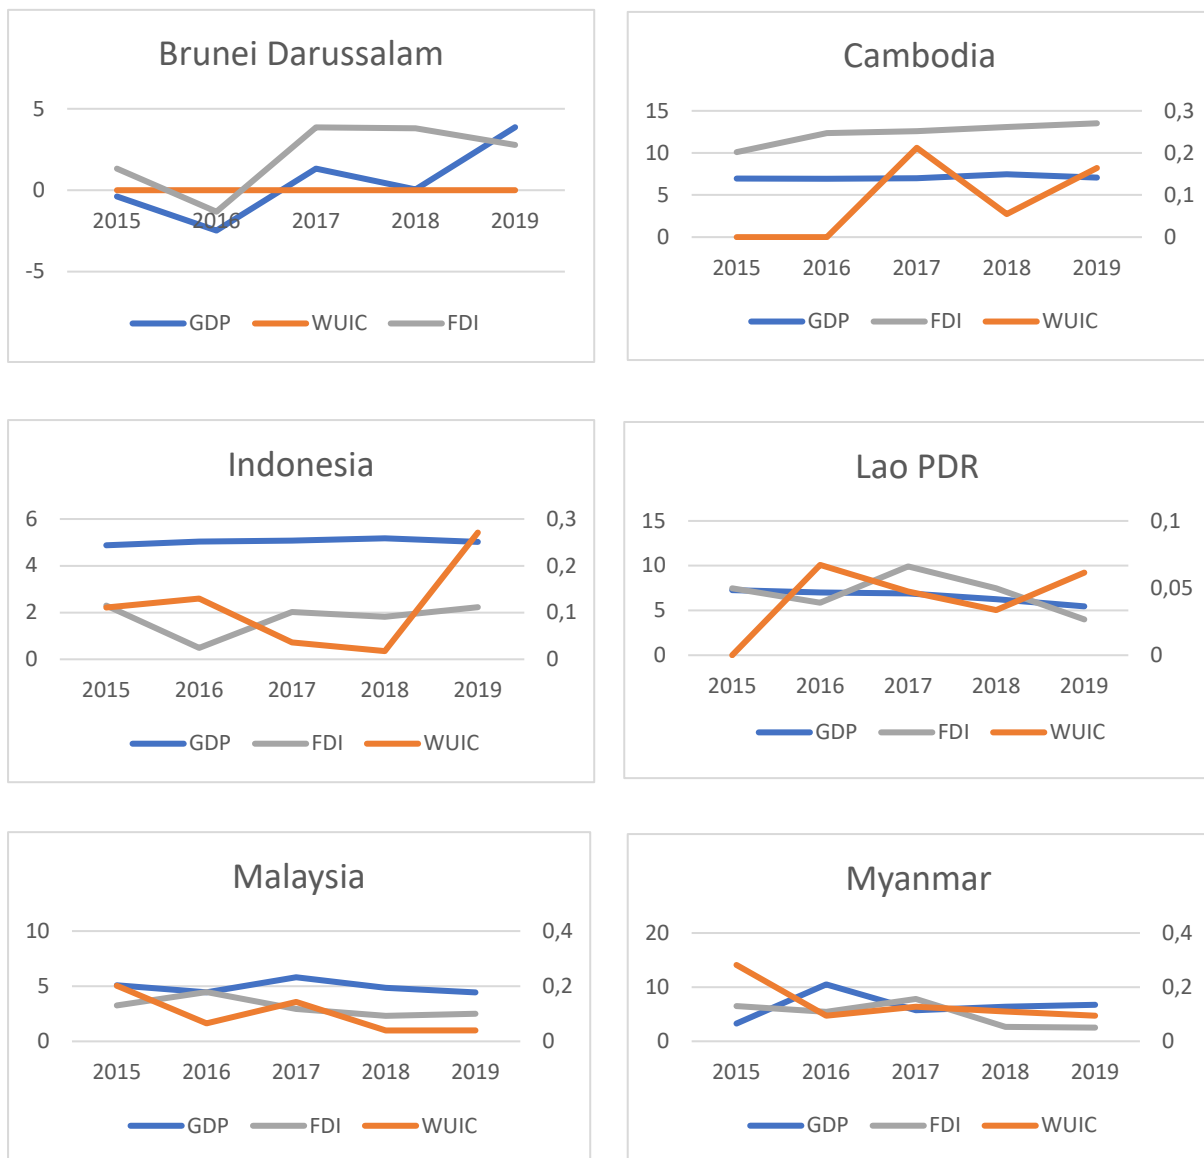 Brunei Darussalam
5
0
-5
2015 2016 2017 2018 2019
GDP WUIC FDI
Cambodia
15 0,3
10 0,2
5 0,1
0 0
2015 2016 2017 2018 2019
GDP FDI WUIC
Indonesia
6 0,3
4 0,2
2 0,1
0 0
2015 2016 2017 2018 2019
GDP FDI WUIC
Lao PDR
15 0,1
10
5 0,05
0 0
2015 2016 2017 2018 2019
GDP FDI WUIC
Malaysia
10 0,4
5 0,2
0 0
2015 2016 2017 2018 2019
GDP FDI WUIC
Myanmar
20 0,4
10 0,2
0 0
2015 2016 2017 2018 2019
GDP FDI WUIC